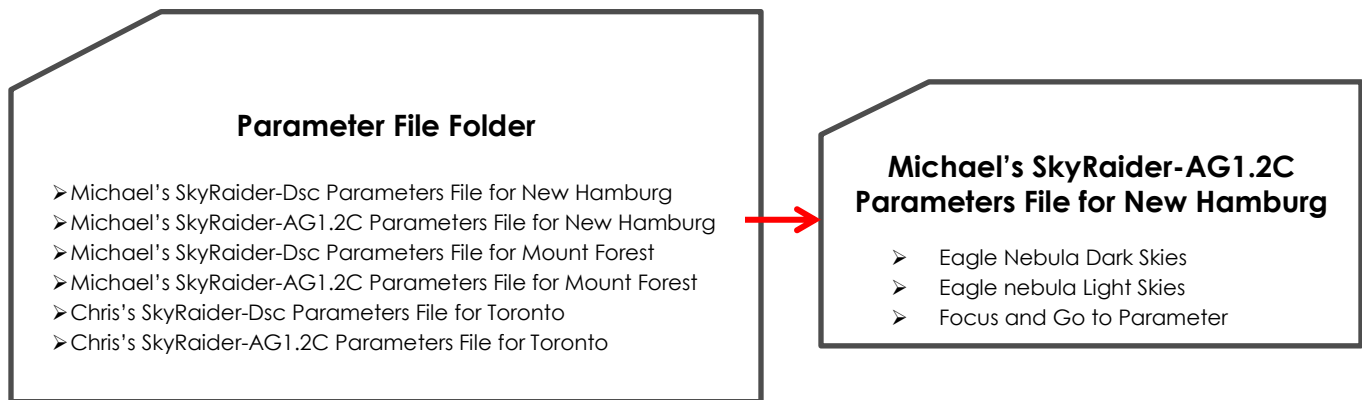 Parameter File Folder
➢Michael's SkyRaider-Dsc Parameters File for New Hamburg
➢Michael's SkyRaider-AG1.2C Parameters File for New Hamburg
➢Michael's SkyRaider-Dsc Parameters File for Mount Forest
➢Michael's SkyRaider-AG1.2C Parameters File for Mount Forest
➢Chris's SkyRaider-Dsc Parameters File for Toronto
➢Chris's SkyRaider-AG1.2C Parameters File for Toronto
Michael's SkyRaider-AG1.2C
Parameters File for New Hamburg
➢ Eagle Nebula Dark Skies
➢ Eagle nebula Light Skies
➢ Focus and Go to Parameter